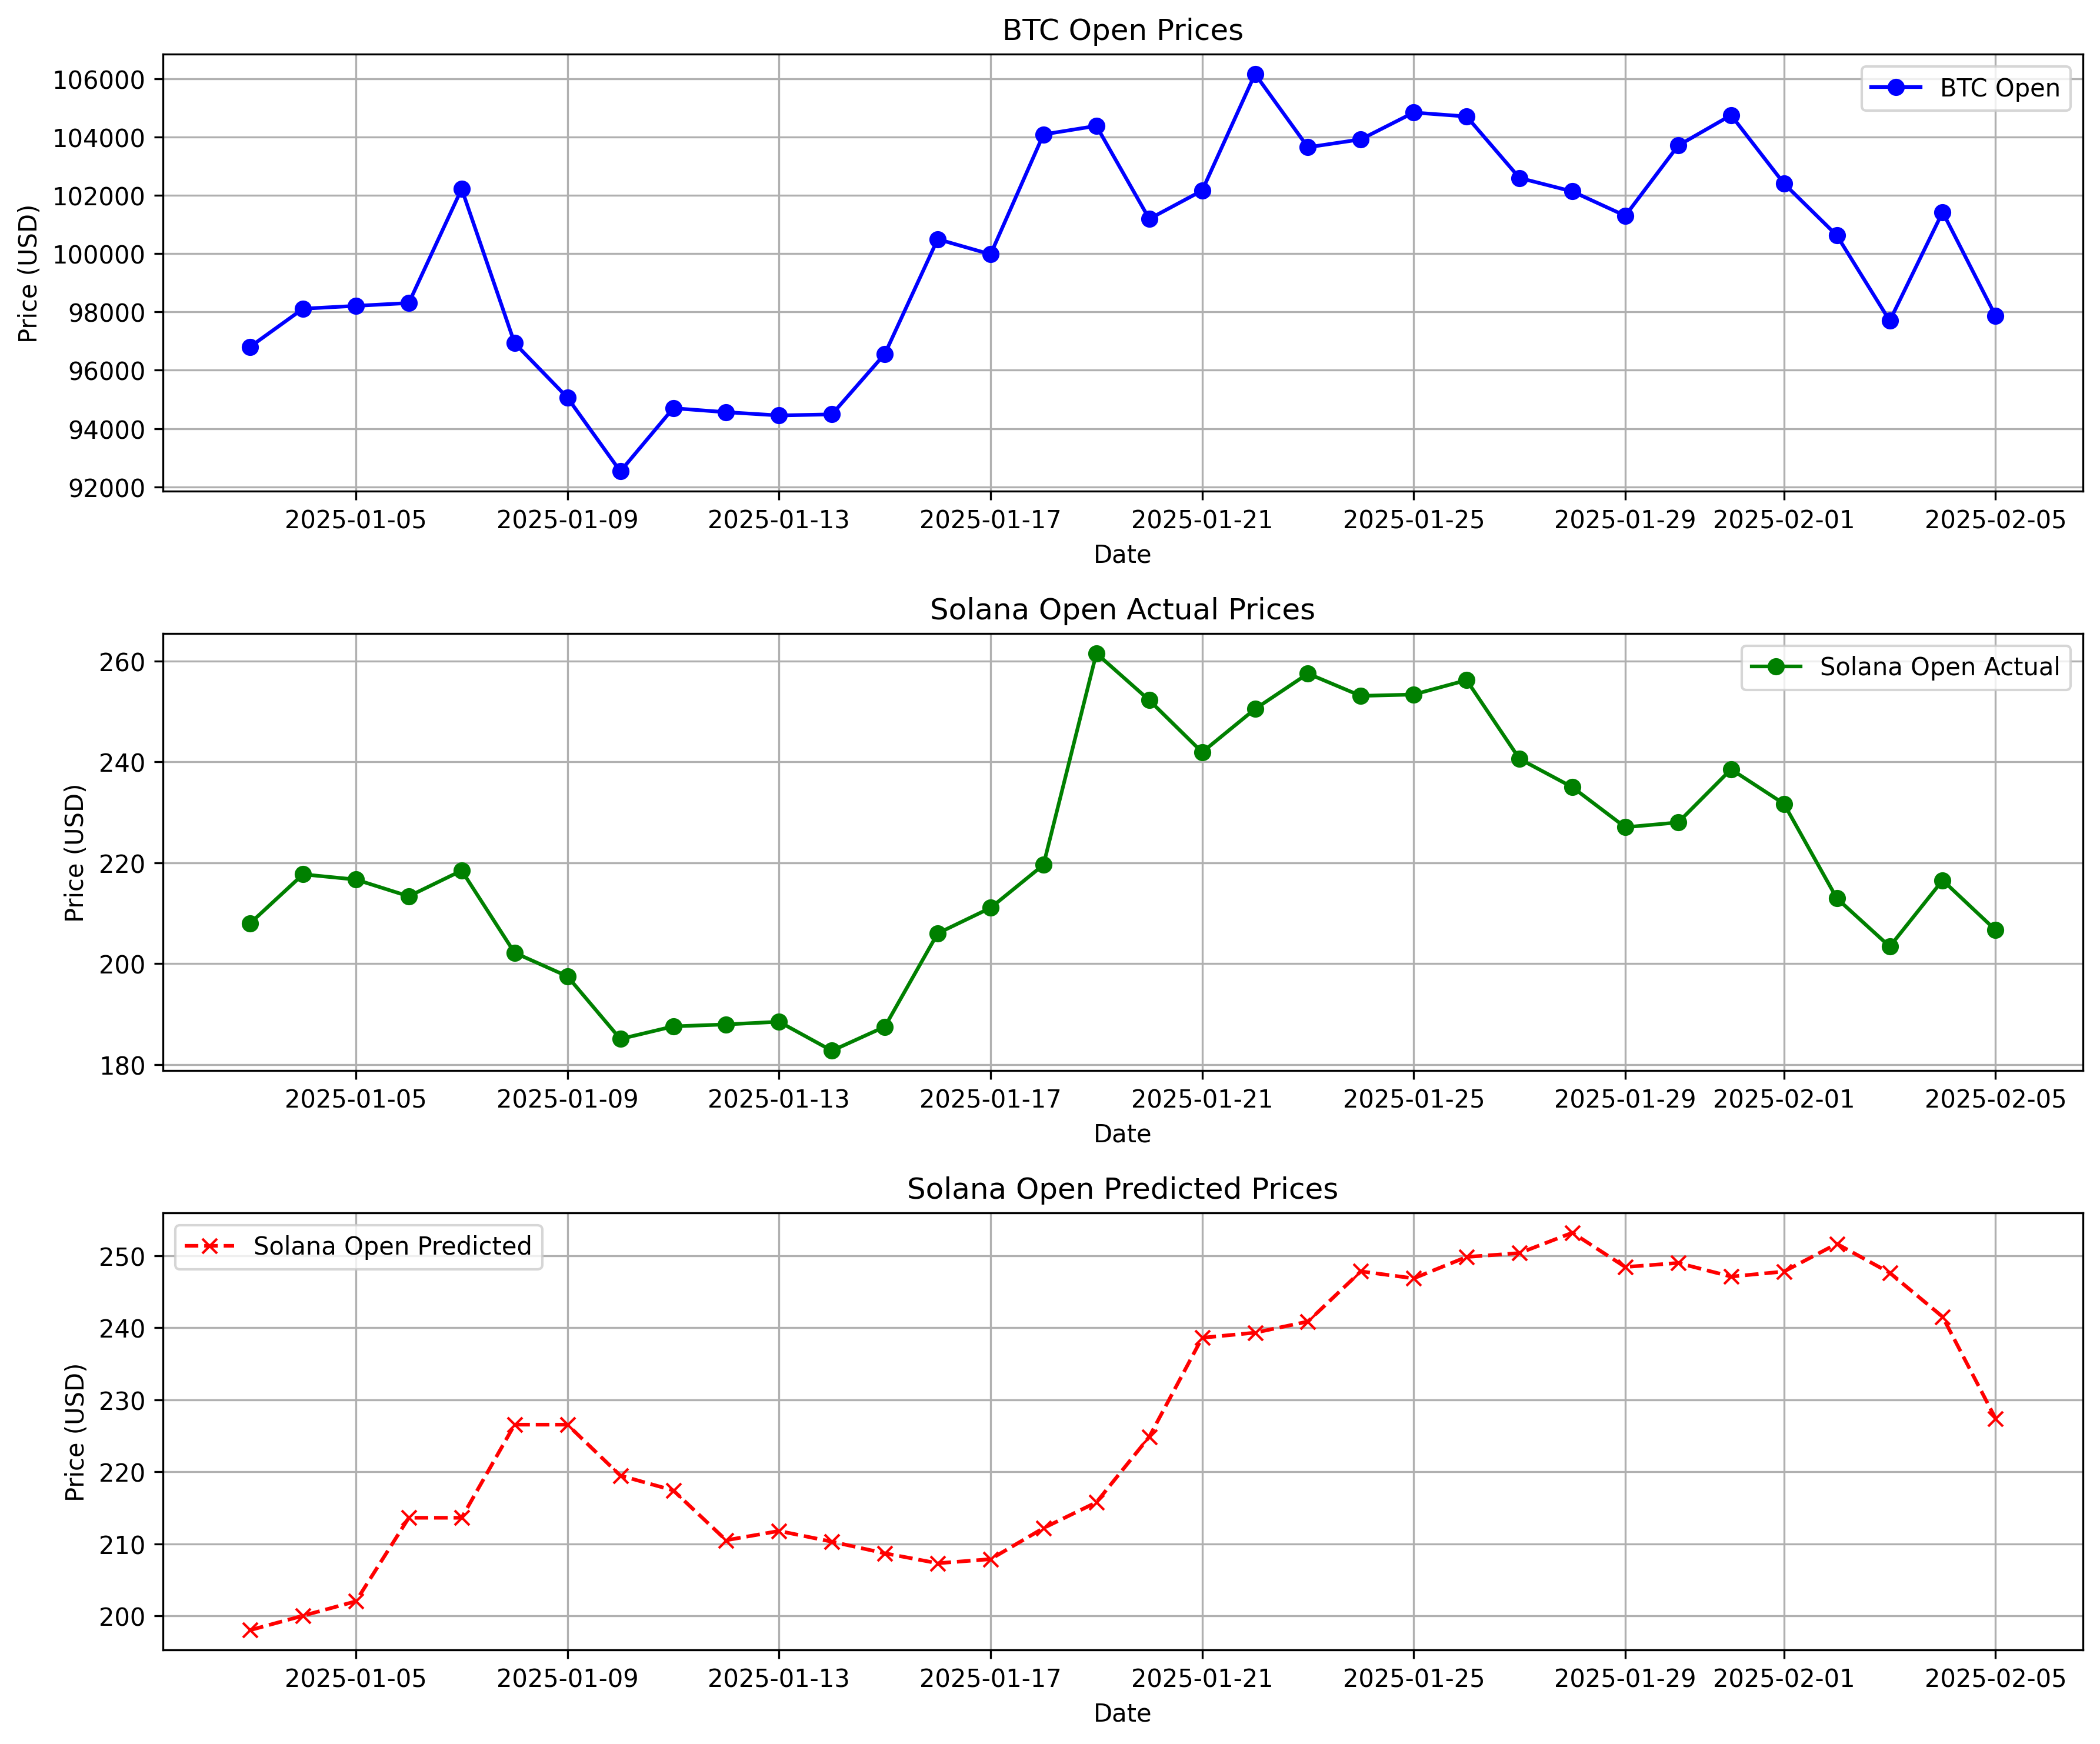 BTC Open Prices
BTC Open
106000
104000
102000
100000
98000
96000
94000
92000
Price (USD)
2025-01-05 2025-01-09 2025-01-13 2025-01-17 2025-01-21 2025-01-25 2025-01-29 2025-02-01 2025-02-05
Date
Solana Open Actual Prices
Solana Open Actual
260
240
220
200
180
Price (USD)
2025-01-05 2025-01-09 2025-01-13 2025-01-17 2025-01-21 2025-01-25 2025-01-29 2025-02-01 2025-02-05
Date
Solana Open Predicted Prices
Solana Open Predicted
250
240
230
220
210
200
Price (USD)
2025-01-05 2025-01-09 2025-01-13 2025-01-17 2025-01-21 2025-01-25 2025-01-29 2025-02-01 2025-02-05
Date